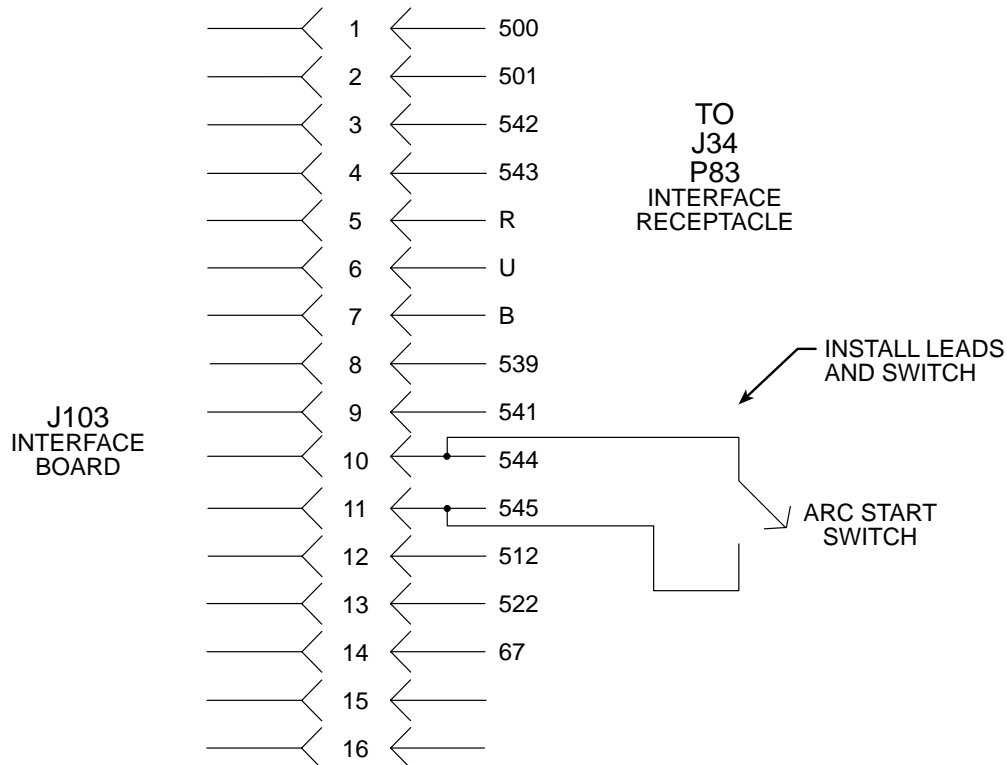 1 500
2 501
3 542
4 543
5 R
6 U
7 B
8 539
9 541
10 544
11 545
12 512
13 522
14 67
15
16
J103
INTERFACE
BOARD
TO
J34
P83
INTERFACE
RECEPTACLE
INSTALL LEADS
AND SWITCH
ARC START
SWITCH